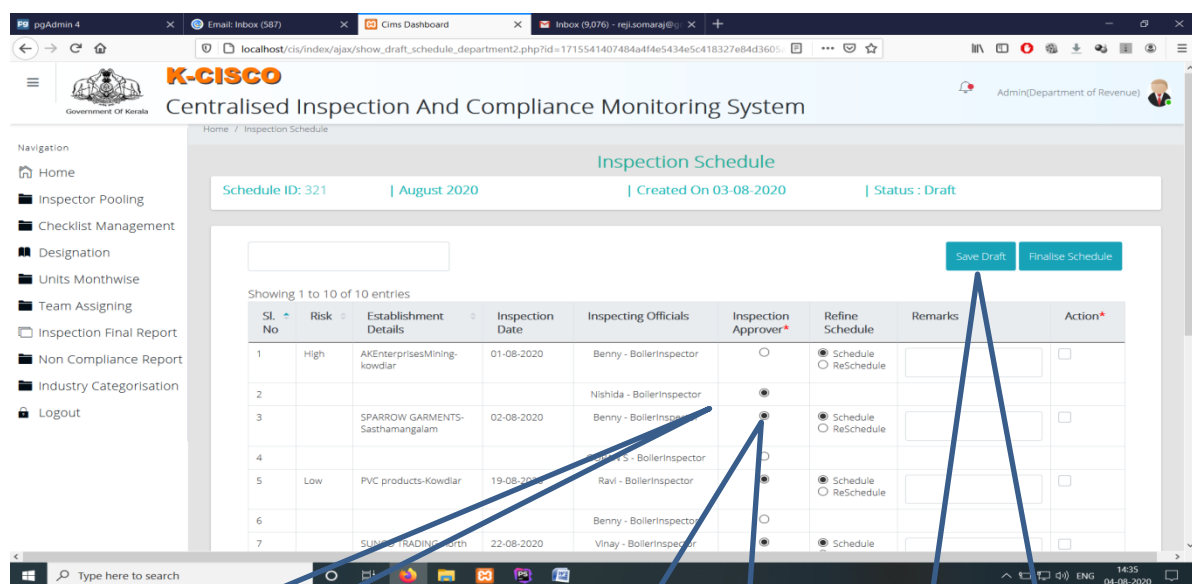 pgAdmin 4
Email: Inbox (587)
Cims Dashboard
Inbox (9,076) - reji.somaraj@g
localhost/cis/index/ajax/show_draft_schedule_department2.php?id=1715541407484a4f4e5434e5c418327e84d3605
K-CISCO
Government Of Kerala
Centralised Inspection And Compliance Monitoring System
Admin(Department of Revenue)
Home / Inspection Schedule
Navigation
Home
Inspector Pooling
Checklist Management
Designation
Units Monthwise
Team Assigning
Inspection Final Report
Non Compliance Report
Industry Categorisation
Logout
Inspection Schedule
Schedule ID: 321 | August 2020 | Created On 03-08-2020 | Status : Draft
Save Draft Finalise Schedule
Showing 1 to 10 of 10 entries
Sl. No Risk Establishment Details Inspection Date Inspecting Officials Inspection Approver* Refine Schedule Remarks Action*
1 High AKEnterprisesMining- 01-08-2020 Benny - BoilerInspector Schedule
kowdiar ReSchedule
2 Nishida - BoilerInspector
3 SPARROW GARMENTS- 02-08-2020 Benny - BoilerInspector Schedule
Sasthamangalam ReSchedule
4 S - BoilerInspector
5 Low PVC products-Kowdiar 19-08-2020 Ravi - BoilerInspector Schedule
ReSchedule
6 Benny - BoilerInspector
7 TRADING 22-08-2020 Vinay - BoilerInspector Schedule
Type here to search
ENG
14:35
04-08-2020